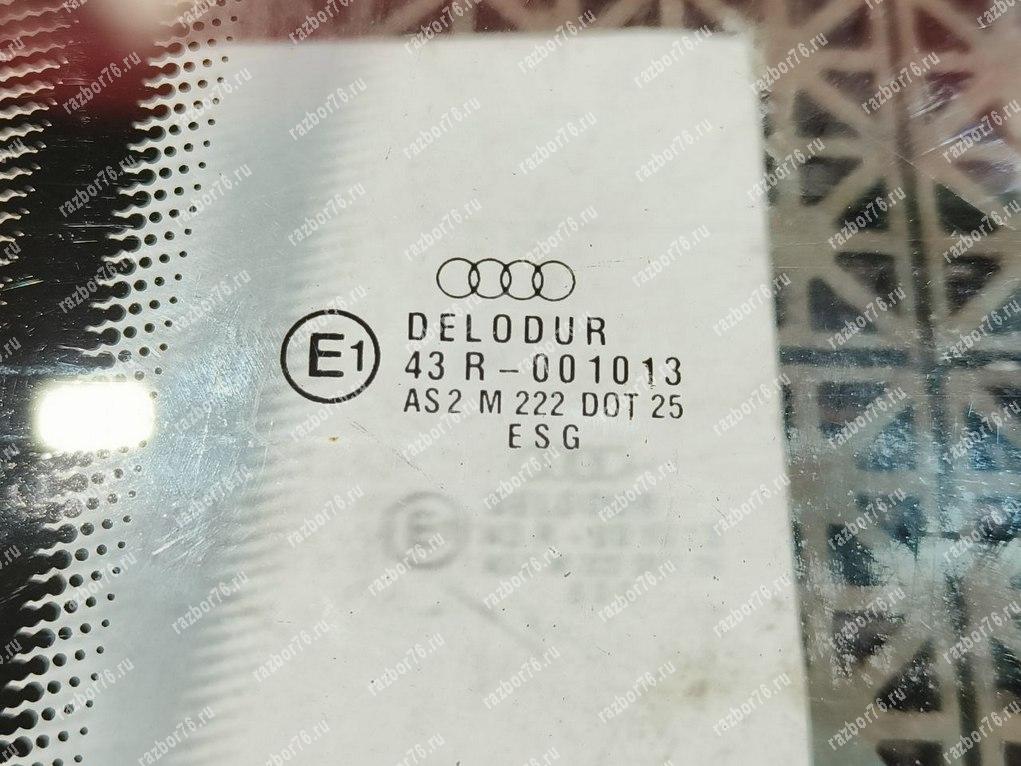 E1
DELODUR
43 R - 001013
AS2 M 222 DOT 25
ESG
razbor76.ru